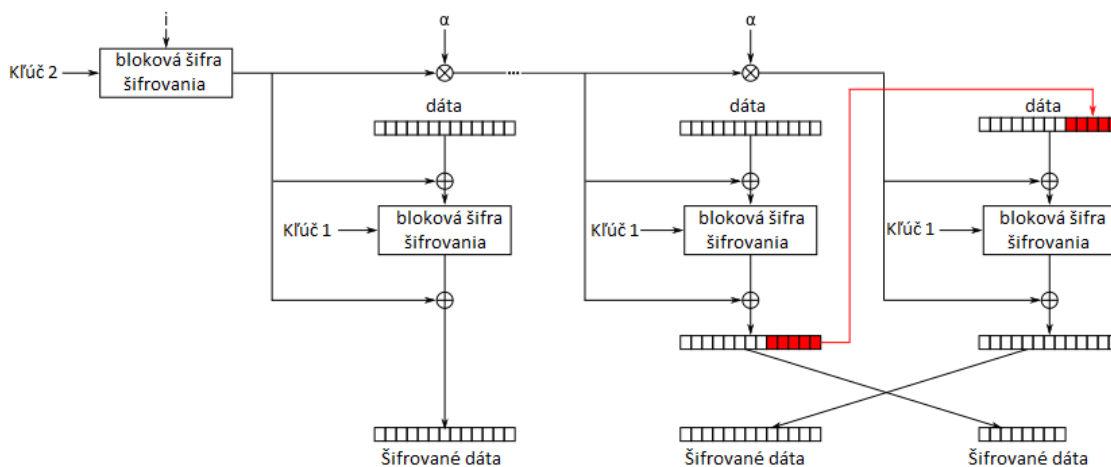 i
α
α
Kľúč 2
bloková šifra
šifrovania
...
dáta
dáta
dáta
Kľúč 1
bloková šifra
šifrovania
Kľúč 1
bloková šifra
šifrovania
Kľúč 1
bloková šifra
šifrovania
Šifrované dáta
Šifrované dáta
Šifrované dáta